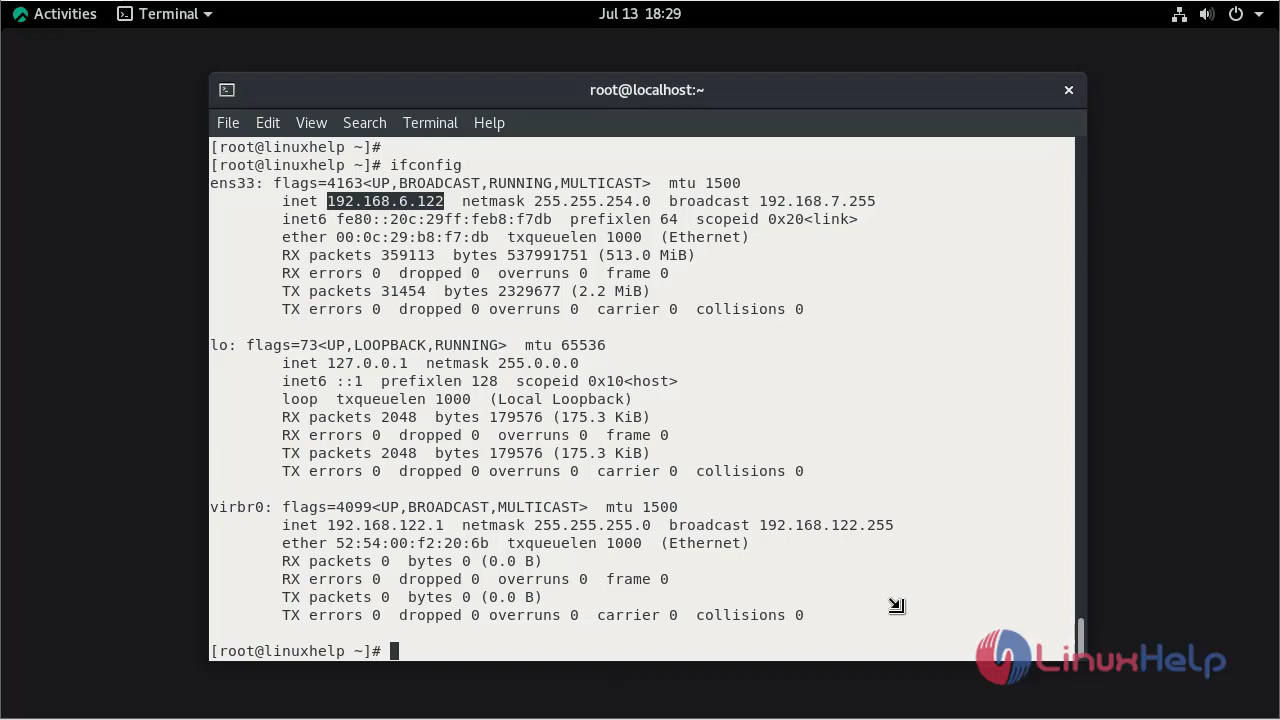 Activities Terminal Jul 13 18:29
root@localhost:~
File Edit View Search Terminal Help
[root@linuxhelp ~]#
[root@linuxhelp ~]# ifconfig
ens33: flags=4163<UP,BROADCAST,RUNNING,MULTICAST>  mtu 1500
        inet 192.168.6.122  netmask 255.255.254.0  broadcast 192.168.7.255
        inet6 fe80::20c:29ff:feb8:f7db  prefixlen 64  scopeid 0x20<link>
        ether 00:0c:29:b8:f7:db  txqueuelen 1000  (Ethernet)
        RX packets 359113  bytes 537991751 (513.0 MiB)
        RX errors 0  dropped 0  overruns 0  frame 0
        TX packets 31454  bytes 2329677 (2.2 MiB)
        TX errors 0  dropped 0 overruns 0  carrier 0  collisions 0
lo: flags=73<UP,LOOPBACK,RUNNING>  mtu 65536
        inet 127.0.0.1  netmask 255.0.0.0
        inet6 ::1  prefixlen 128  scopeid 0x10<host>
        loop  txqueuelen 1000  (Local Loopback)
        RX packets 2048  bytes 179576 (175.3 KiB)
        RX errors 0  dropped 0  overruns 0  frame 0
        TX packets 2048  bytes 179576 (175.3 KiB)
        TX errors 0  dropped 0 overruns 0  carrier 0  collisions 0
virbr0: flags=4099<UP,BROADCAST,MULTICAST>  mtu 1500
        inet 192.168.122.1  netmask 255.255.255.0  broadcast 192.168.122.255
        ether 52:54:00:f2:20:6b  txqueuelen 1000  (Ethernet)
        RX packets 0  bytes 0 (0.0 B)
        RX errors 0  dropped 0  overruns 0  frame 0
        TX packets 0  bytes 0 (0.0 B)
        TX errors 0  dropped 0 overruns 0  carrier 0  collisions 0
[root@linuxhelp ~]#
LinuxHelp